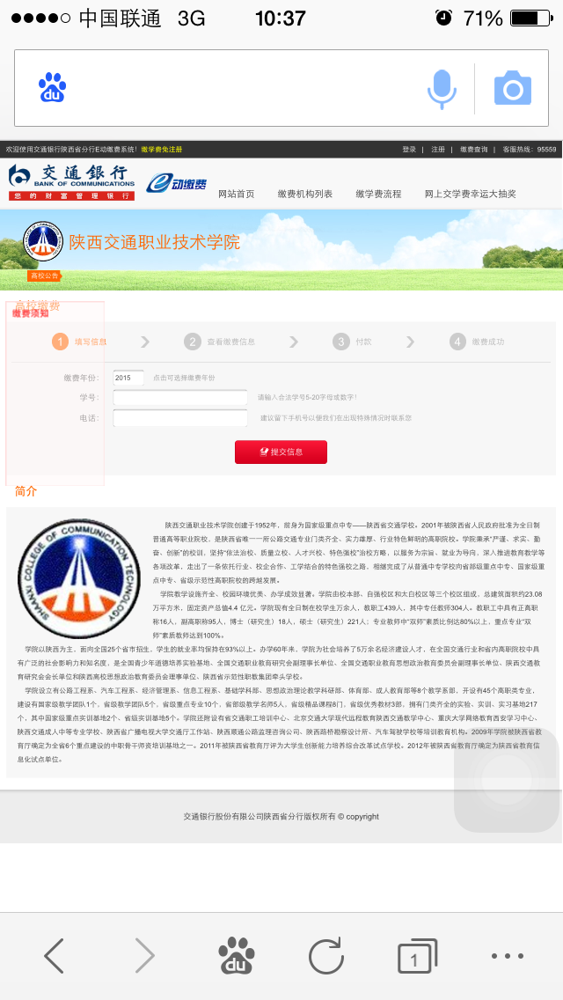 中国联通 3G 10:37 71%
du
欢迎使用交通银行陕西省分行E动缴费系统！缴学费免注册 登录 | 注册 | 缴费查询 | 客服热线：95559
交通銀行
BANK OF COMMUNICATIONS
您的财富管理银行
e动缴费
网站首页 缴费机构列表 缴学费流程 网上交学费幸运大抽奖
陕西交通职业技术学院
高校公告
高校缴费
缴费须知
1 填写信息 2 查看缴费信息 3 付款 4 缴费成功
缴费年份： 2015 点击可选择缴费年份
学号： 请输入合法学号5-20字母或数字！
电话： 建议留下手机号以便我们在出现特殊情况时联系您
提交信息
简介
SHAANXI COLLEGE OF COMMUNICATION TECHNOLOGY
陕西交通职业技术学院创建于1952年，前身为国家级重点中专——陕西省交通学校。2001年被陕西省人民政府批准为全日制
普通高等职业院校，是陕西省唯一一所公路交通专业门类齐全、实力雄厚、行业特色鲜明的高职院校。学院秉承"严谨、求实、勤
奋、创新"的校训，坚持"依法治校、质量立校、人才兴校、特色强校"治校方略，以服务为宗旨、就业为导向，深人推进教育教学等
各项改革，走出了一条依托行业、校企合作、工学结合的特色强校之路，相继完成了从普通中专学校向省部级重点中专、国家级重
点中专、省级示范性高职院校的跨越发展。
学院教学设施齐全、校园环境优美、办学成效显著。学院由校本部、自强校区和太白校区等三个校区组成，总建筑面积约23.08
万平方米，固定资产总值4.4 亿元。学院现有全日制在校学生万余人，教职工439人，其中专任教师304人。教职工中具有正高职
称16人，副高职称95人，博士（研究生）18人，硕士（研究生）221人；专业教师中"双师"素质比例达80%以上，重点专业"双
师"素质教师达到100%。
学院以陕西为主，面向全国25个省市招生，学生的就业率均保持在93%以上。办学60年来，学院为社会培养了5万余名经济建设人才，在全国交通行业和省内高职院校中具
有广泛的社会影响力和知名度，是全国青少年道德培养实验基地、全国交通职业教育研究会副理事长单位、全国交通职业教育思想政治教育委员会副理事长单位、陕西交通教
育研究会会长单位和陕西高校思想政治教育委员会理事单位、陕西省示范性职教集团牵头学校。
学院设立有公路工程系、汽车工程系、经济管理系、信息工程系、基础学科部、思想政治理论教学科研部、体育部、成人教育部等8个教学系部，开设有45个高职类专业，
建设有国家级教学团队1个，省级教学团队5个，省级重点专业10个，省部级教学名师5人，省级精品课程8门，省级优秀教材3部，拥有门类齐全的实验、实训、实习基地217
个，其中国家级重点实训基地2个、省级实训基地5个。学院还附设有省交通职工培训中心、北京交通大学现代远程教育陕西交通教学中心、重庆大学网络教育西安学习中心、
陕西交通成人中等专业学校、陕西省广播电视大学交通厅工作站、陕西顺通公路监理咨询公司、陕西路桥勘察设计所、汽车驾驶学校等培训教育机构。2009年学院被陕西省教
育厅确定为全省6个重点建设的中职骨干师资培训基地之一。2011年被陕西省教育厅评为大学生创新能力培养综合改革试点学校。2012年被陕西省教育厅确定为陕西省教育信
息化试点单位。
交通银行股份有限公司陕西省分行版权所有 © copyright
du 1